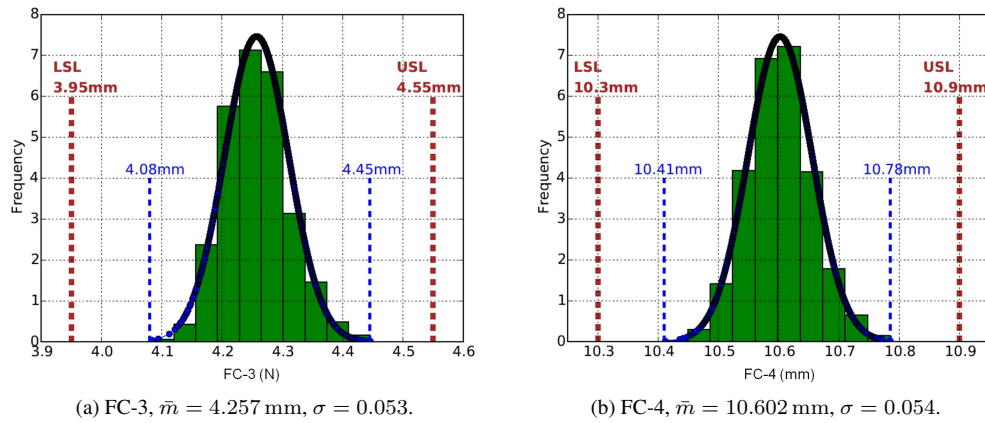 8
7
6
5
4
3
2
1
0
Frequency
LSL
3.95mm
USL
4.55mm
4.08mm
4.45mm
3.9 4.0 4.1 4.2 4.3 4.4 4.5 4.6
FC-3 (N)
(a) FC-3, m̄ = 4.257 mm, σ = 0.053.
8
7
6
5
4
3
2
1
0
Frequency
LSL
10.3mm
USL
10.9mm
10.41mm
10.78mm
10.3 10.4 10.5 10.6 10.7 10.8 10.9
FC-4 (mm)
(b) FC-4, m̄ = 10.602 mm, σ = 0.054.